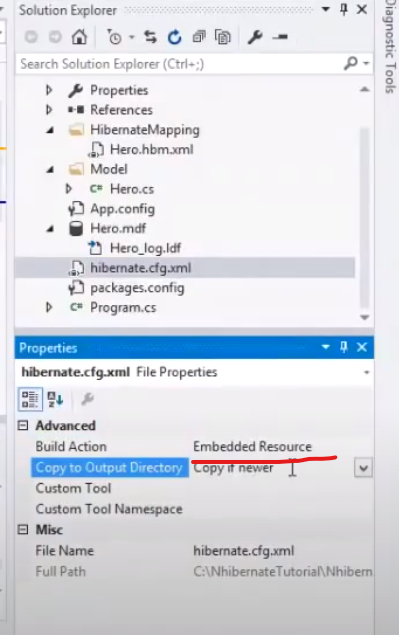 Solution Explorer
Search Solution Explorer (Ctrl+;)
Properties
References
HibernateMapping
Hero.hbm.xml
Model
C# Hero.cs
App.config
Hero.mdf
Hero_log.ldf
hibernate.cfg.xml
packages.config
C# Program.cs
Properties
hibernate.cfg.xml File Properties
Advanced
Build Action Embedded Resource
Copy to Output Directory Copy if newer
Custom Tool
Custom Tool Namespace
Misc
File Name hibernate.cfg.xml
Full Path C:\NhibernateTutorial\Nhibern
Diagnostic Tools